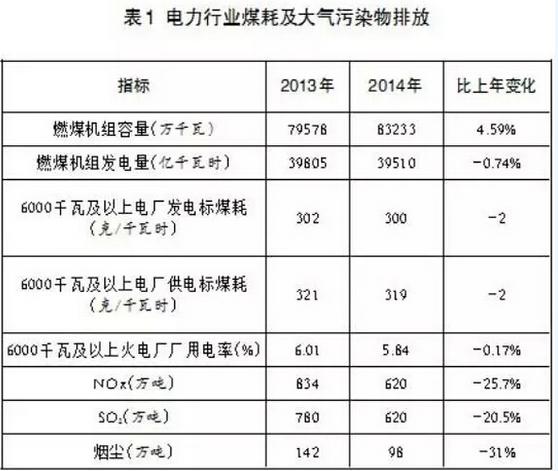 表1 电力行业煤耗及大气污染物排放
指标 2013年 2014年 比上年变化
燃煤机组容量(万千瓦) 79578 83233 4.59%
燃煤机组发电量(亿千瓦时) 39805 39510 -0.74%
6000千瓦及以上电厂发电标煤耗
(克/千瓦时) 302 300 -2
6000千瓦及以上电厂供电标煤耗
(克/千瓦时) 321 319 -2
6000千瓦及以上火电厂厂用电率(%) 6.01 5.84 -0.17%
NOx(万吨) 834 620 -25.7%
SO₂(万吨) 780 620 -20.5%
烟尘(万吨) 142 98 -31%